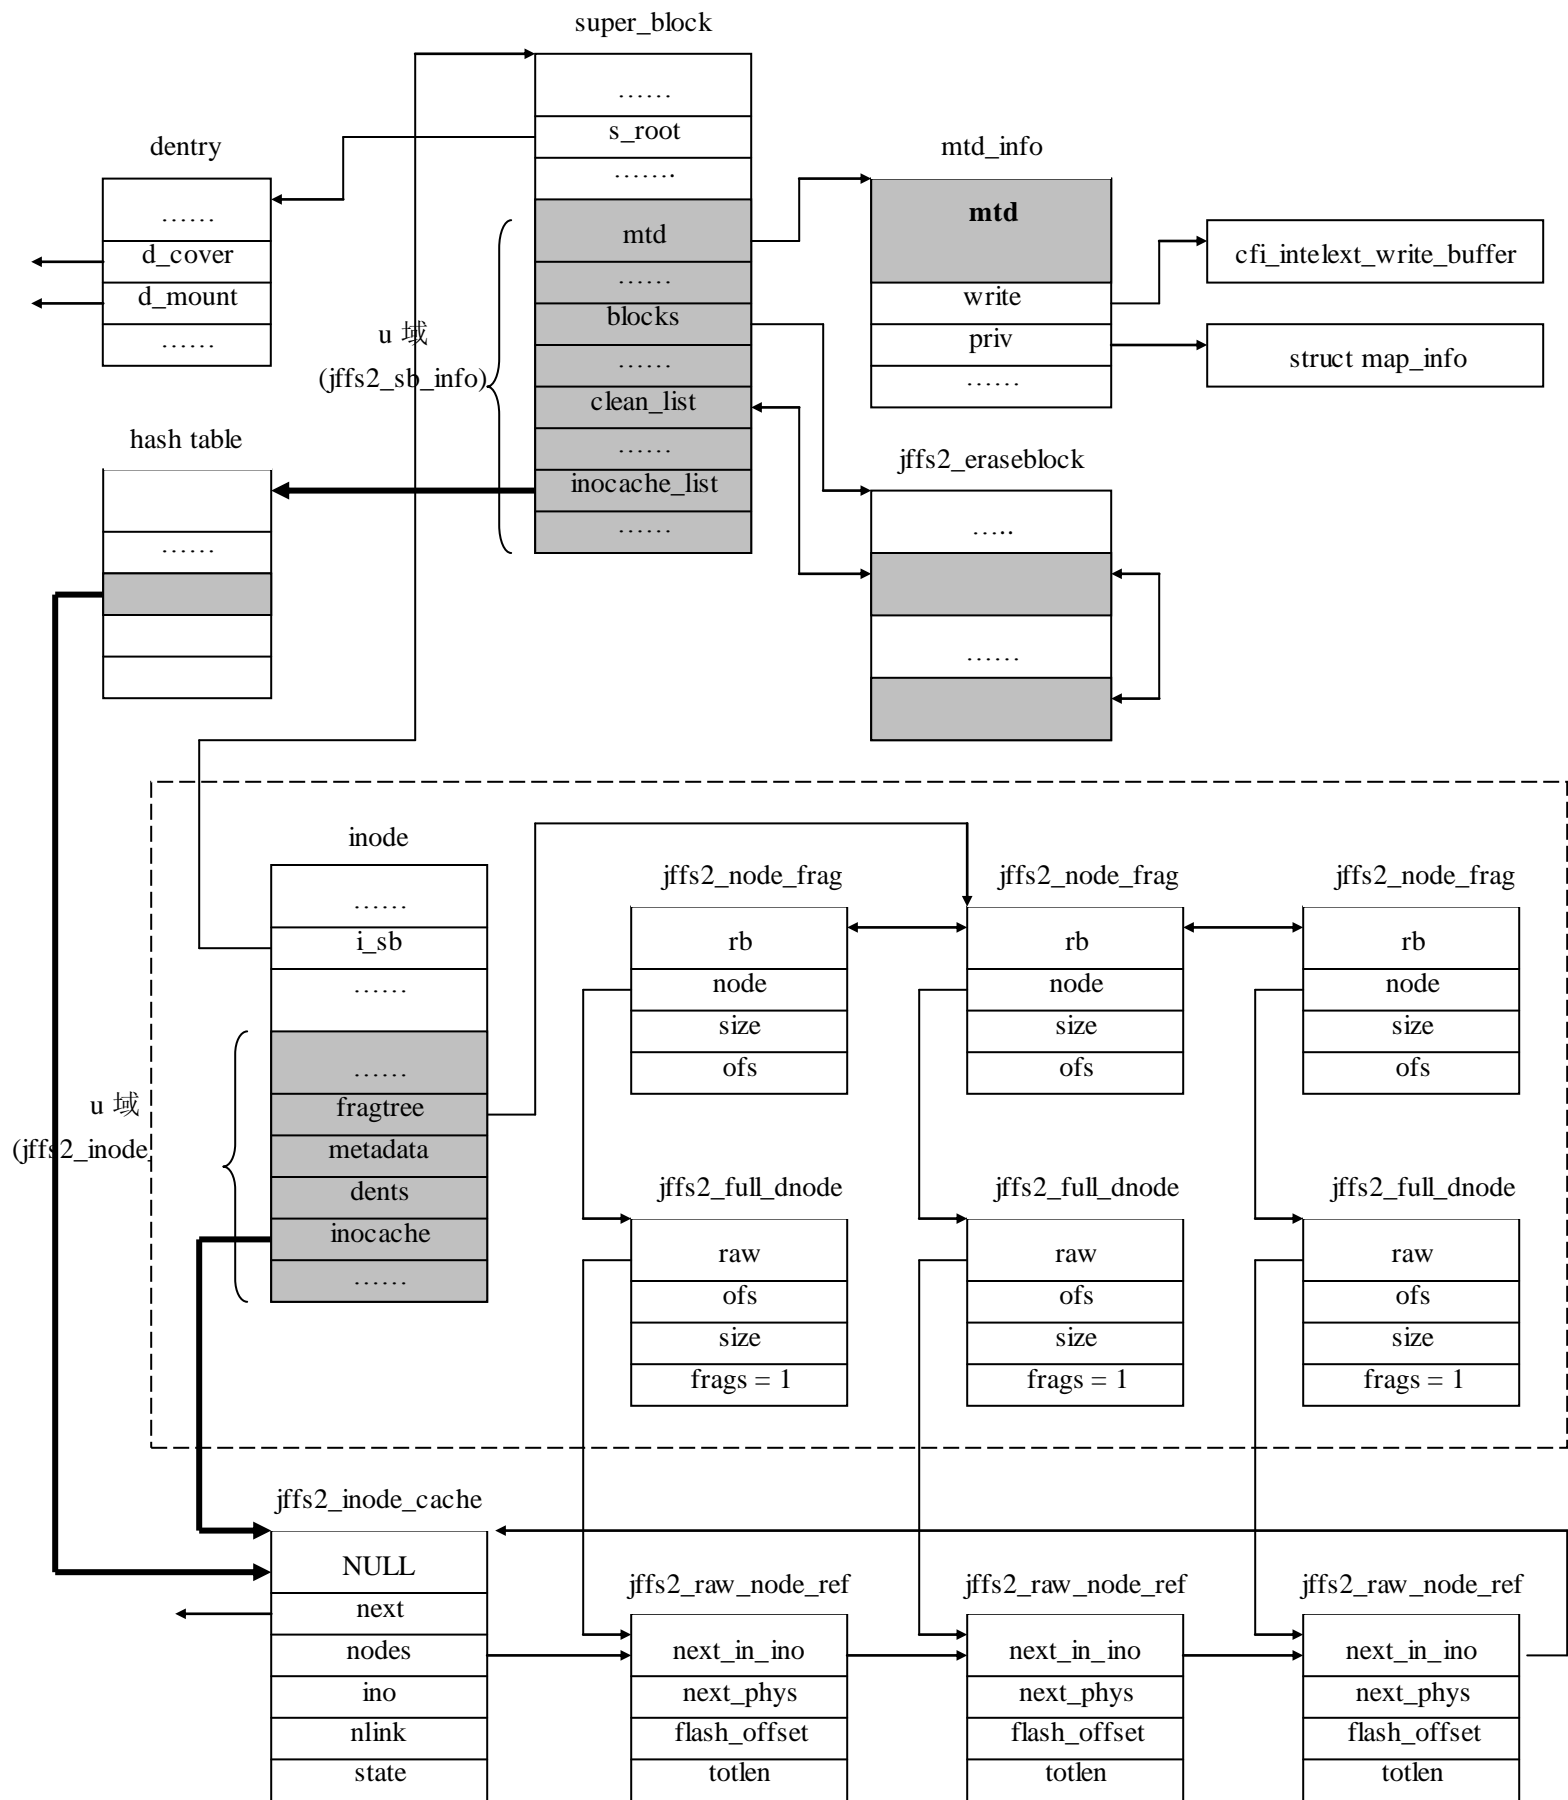 super_block
……
s_root
…….
mtd
……
blocks
……
clean_list
……
inocache_list
……
u 域
(jffs2_sb_info)
dentry
……
d_cover
d_mount
……
mtd_info
mtd
write
priv
……
cfi_intelext_write_buffer
struct map_info
hash table
……
jffs2_eraseblock
…..
……
inode
……
i_sb
……
……
fragtree
metadata
dents
inocache
……
u 域
(jffs2_inode
jffs2_node_frag
rb
node
size
ofs
jffs2_node_frag
rb
node
size
ofs
jffs2_node_frag
rb
node
size
ofs
jffs2_full_dnode
raw
ofs
size
frags = 1
jffs2_full_dnode
raw
ofs
size
frags = 1
jffs2_full_dnode
raw
ofs
size
frags = 1
jffs2_inode_cache
NULL
next
nodes
ino
nlink
state
jffs2_raw_node_ref
next_in_ino
next_phys
flash_offset
totlen
jffs2_raw_node_ref
next_in_ino
next_phys
flash_offset
totlen
jffs2_raw_node_ref
next_in_ino
next_phys
flash_offset
totlen